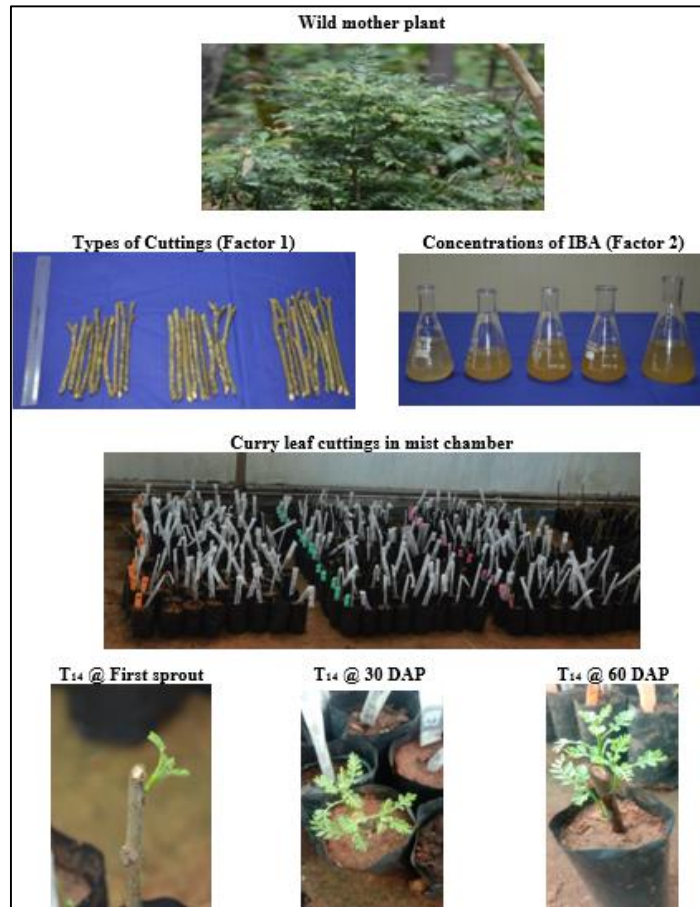 Wild mother plant
Types of Cuttings (Factor 1)
Concentrations of IBA (Factor 2)
Curry leaf cuttings in mist chamber
T₁₄ @ First sprout
T₁₄ @ 30 DAP
T₁₄ @ 60 DAP